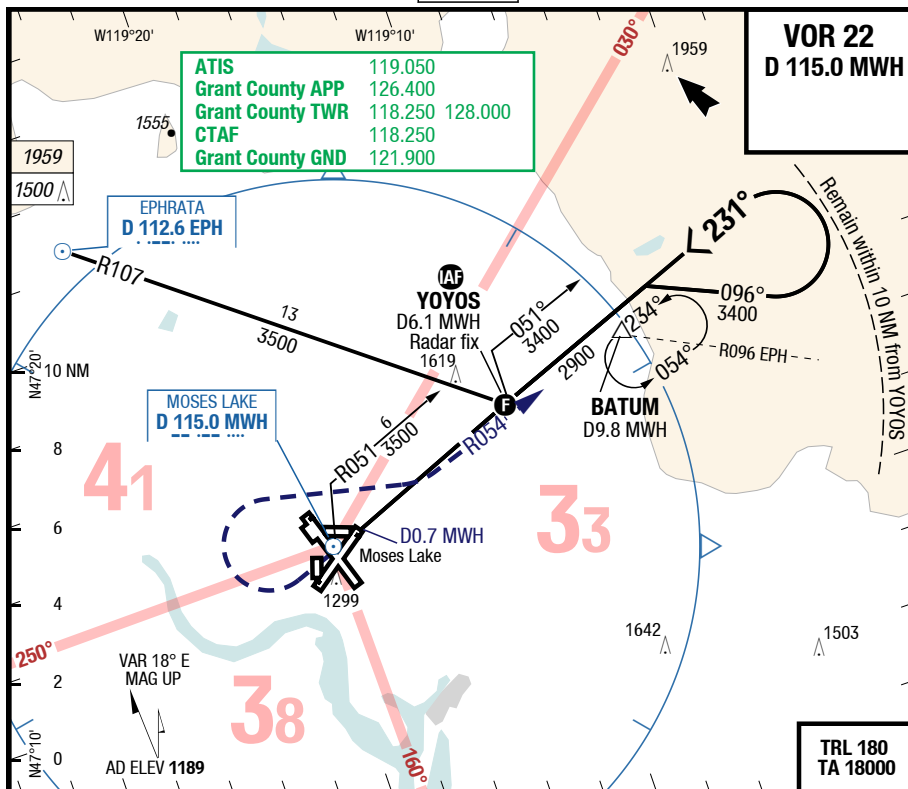 W119°20'
W119°10'
030°
1959
VOR 22
D 115.0 MWH
ATIS 119.050
Grant County APP 126.400
Grant County TWR 118.250 128.000
CTAF 118.250
Grant County GND 121.900
1555
1959
1500
EPHRATA
D 112.6 EPH
R107
13
3500
IAF
YOYOS
D6.1 MWH
Radar fix
1619
051°
3400
231°
096°
3400
Remain within 10 NM from YOYOS
2900
234°
054°
R096 EPH
BATUM
D9.8 MWH
N47°20'
10 NM
MOSES LAKE
D 115.0 MWH
F
R051
6
3500
R054
8
41
33
6
D0.7 MWH
Moses Lake
1299
4
250°
1642
1503
VAR 18° E
MAG UP
2
38
N47°10'
0
AD ELEV 1189
160°
TRL 180
TA 18000